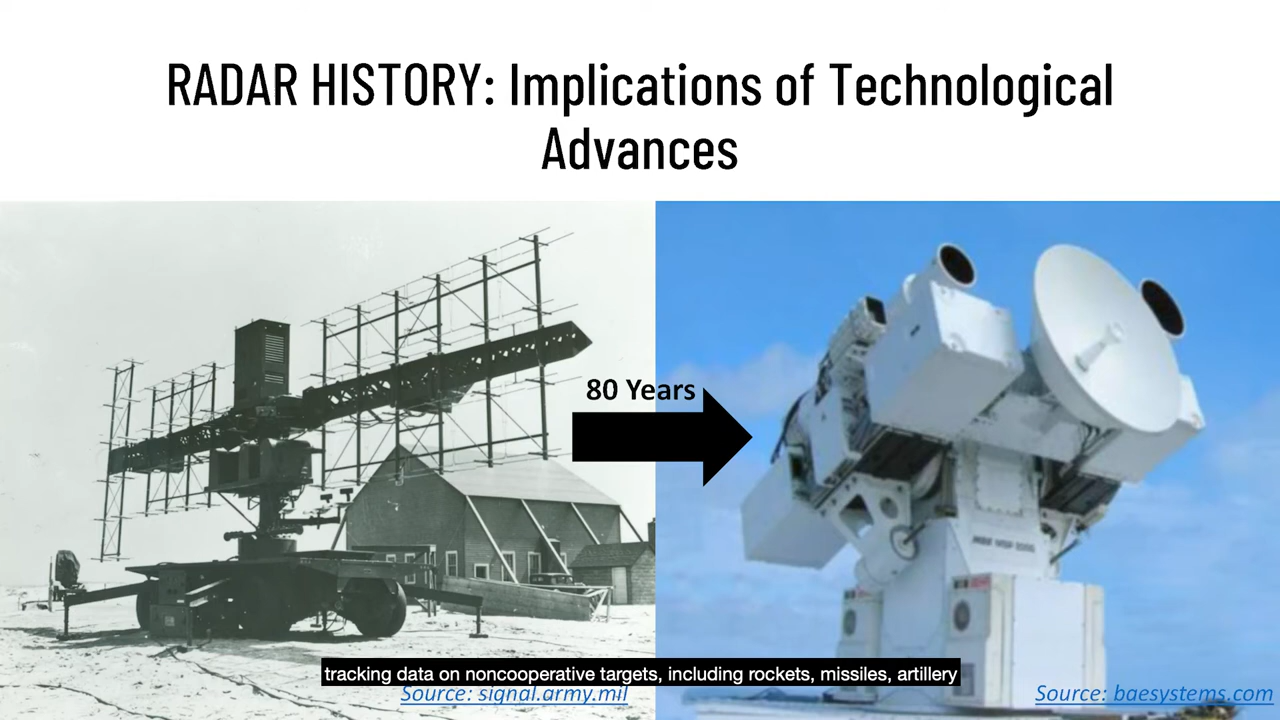 RADAR HISTORY: Implications of Technological
Advances
80 Years
tracking data on noncooperative targets, including rockets, missiles, artillery
Source: signal.army.mil
Source: baesystems.com